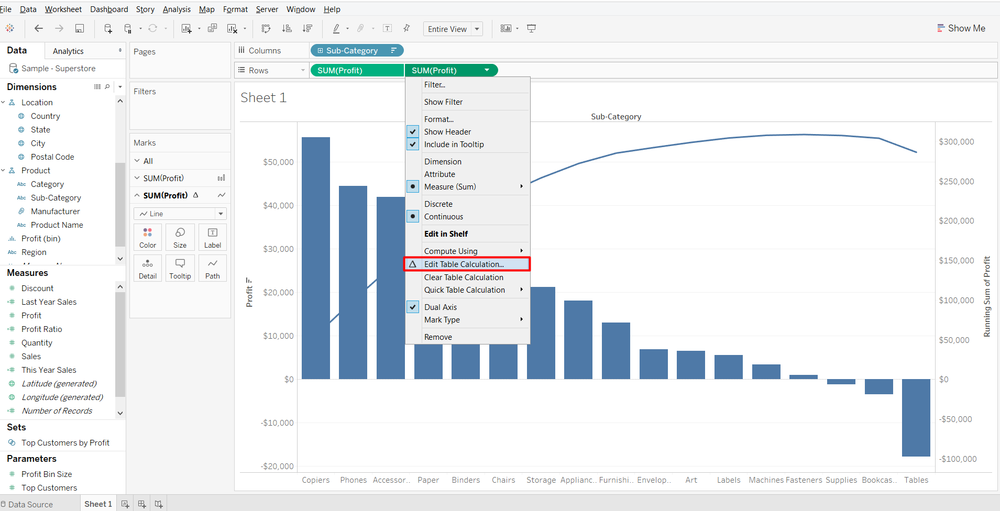 File Data Worksheet Dashboard Story Analysis Map Format Server Window Help
Entire View
Show Me
Data
Analytics
Sample - Superstore
Dimensions
Location
Country
State
City
Postal Code
Product
Abc Category
Abc Sub-Category
Manufacturer
Abc Product Name
Profit (bin)
Abc Region
Measures
Discount
Last Year Sales
Profit
Profit Ratio
Quantity
Sales
This Year Sales
Latitude (generated)
Longitude (generated)
Number of Records
Sets
Top Customers by Profit
Parameters
Profit Bin Size
Top Customers
Pages
Filters
Marks
All
SUM(Profit)
SUM(Profit) Δ
Line
Color Size Label
Detail Tooltip Path
Columns
Sub-Category
Rows
SUM(Profit)
SUM(Profit)
Sheet 1
Filter...
Show Filter
Format...
Show Header
Include in Tooltip
Dimension
Attribute
Measure (Sum)
Discrete
Continuous
Edit in Shelf
Compute Using
Δ Edit Table Calculation...
Clear Table Calculation
Quick Table Calculation
Dual Axis
Mark Type
Remove
Sub-Category
Profit
$50,000
$40,000
$30,000
$20,000
$10,000
$0
-$10,000
-$20,000
$300,000
$250,000
$200,000
$150,000
$100,000
$50,000
$0
-$50,000
-$100,000
Running Sum of Profit
Copiers Phones Accessor.. Paper Binders Chairs Storage Applianc.. Furnishi.. Envelop.. Art Labels Machines Fasteners Supplies Bookcas.. Tables
Data Source
Sheet 1